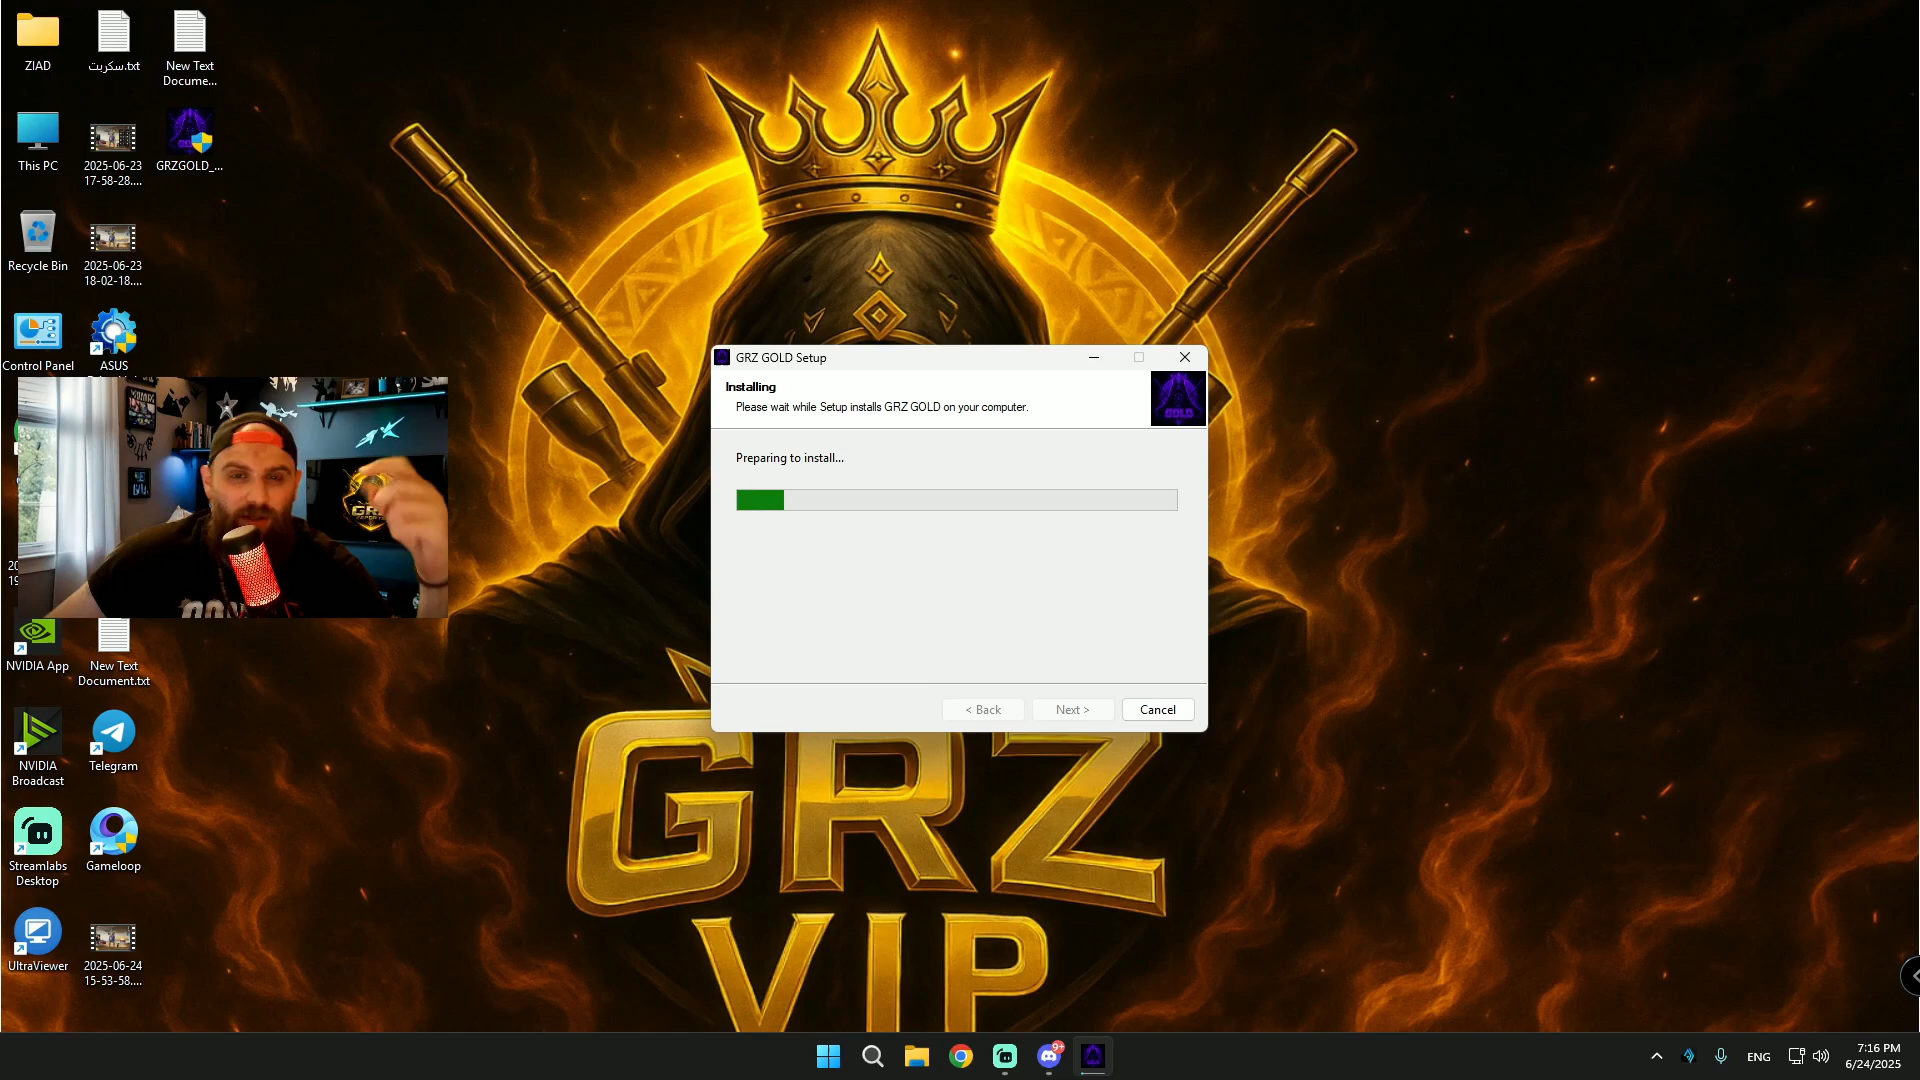 ZIAD
سكربت.txt
New Text
Docume...
This PC
2025-06-23
17-58-28....
GRZGOLD_...
Recycle Bin
2025-06-23
18-02-18....
Control Panel
ASUS
NVIDIA App
New Text
Document.txt
NVIDIA
Broadcast
Telegram
Streamlabs
Desktop
Gameloop
UltraViewer
2025-06-24
15-53-58....
GRZ GOLD Setup
Installing
Please wait while Setup installs GRZ GOLD on your computer.
GOLD
Preparing to install...
< Back
Next >
Cancel
GRZ
VIP
9+
ENG
7:16 PM
6/24/2025